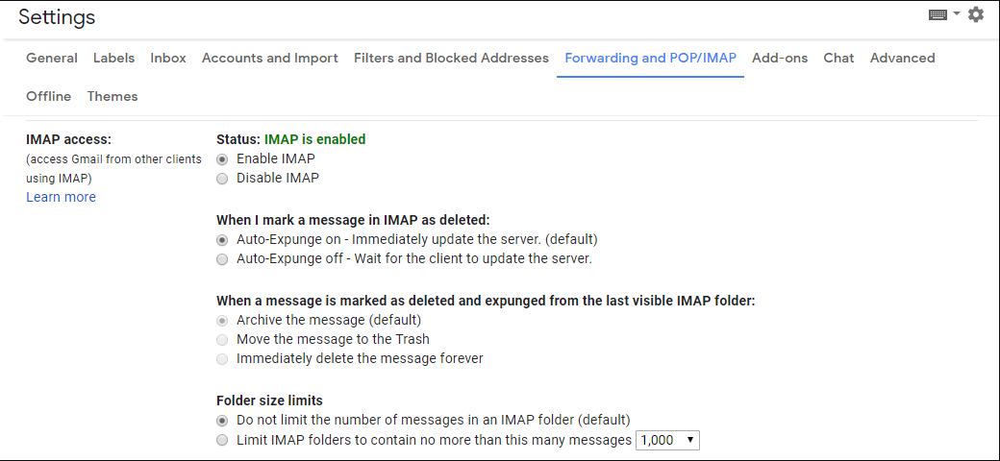 Settings
General Labels Inbox Accounts and Import Filters and Blocked Addresses Forwarding and POP/IMAP Add-ons Chat Advanced
Offline Themes
IMAP access:
(access Gmail from other clients
using IMAP)
Learn more
Status: IMAP is enabled
Enable IMAP
Disable IMAP
When I mark a message in IMAP as deleted:
Auto-Expunge on - Immediately update the server. (default)
Auto-Expunge off - Wait for the client to update the server.
When a message is marked as deleted and expunged from the last visible IMAP folder:
Archive the message (default)
Move the message to the Trash
Immediately delete the message forever
Folder size limits
Do not limit the number of messages in an IMAP folder (default)
Limit IMAP folders to contain no more than this many messages 1,000